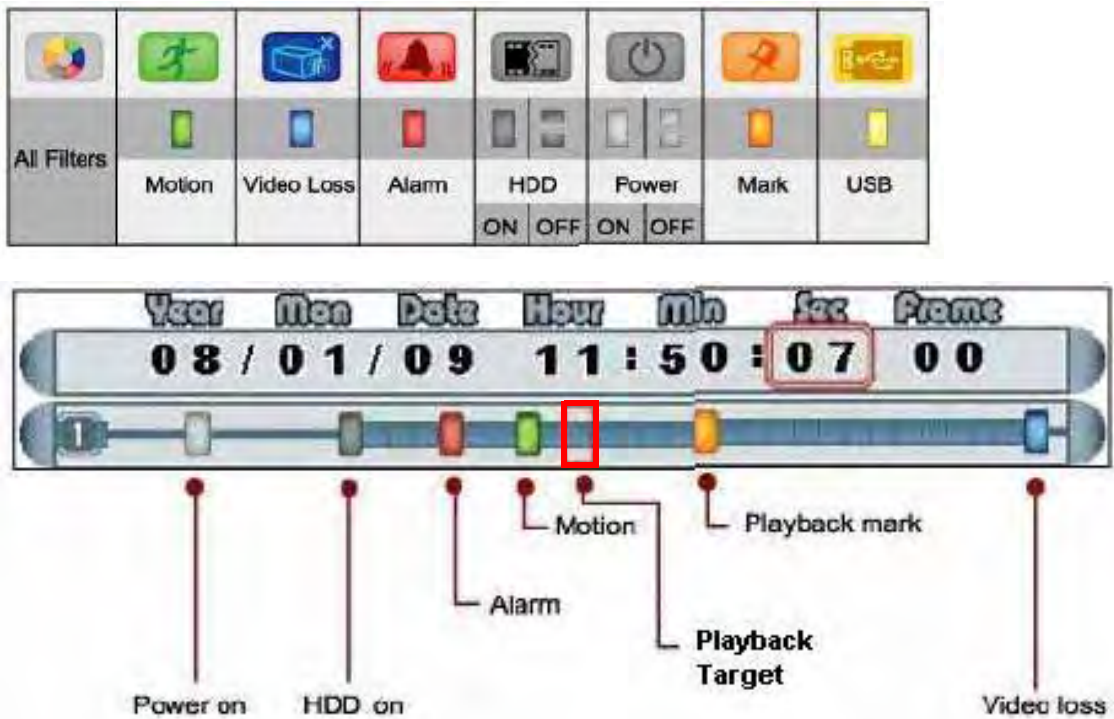 All Filters
Motion
Video Loss
Alarm
HDD
Power
Mark
USB
ON OFF ON OFF
Year Mon Date Hour Min Sec Frame
08/01/09 11:50:07 00
1
Motion
Playback mark
Alarm
Playback
Target
Power on
HDD on
Video loss